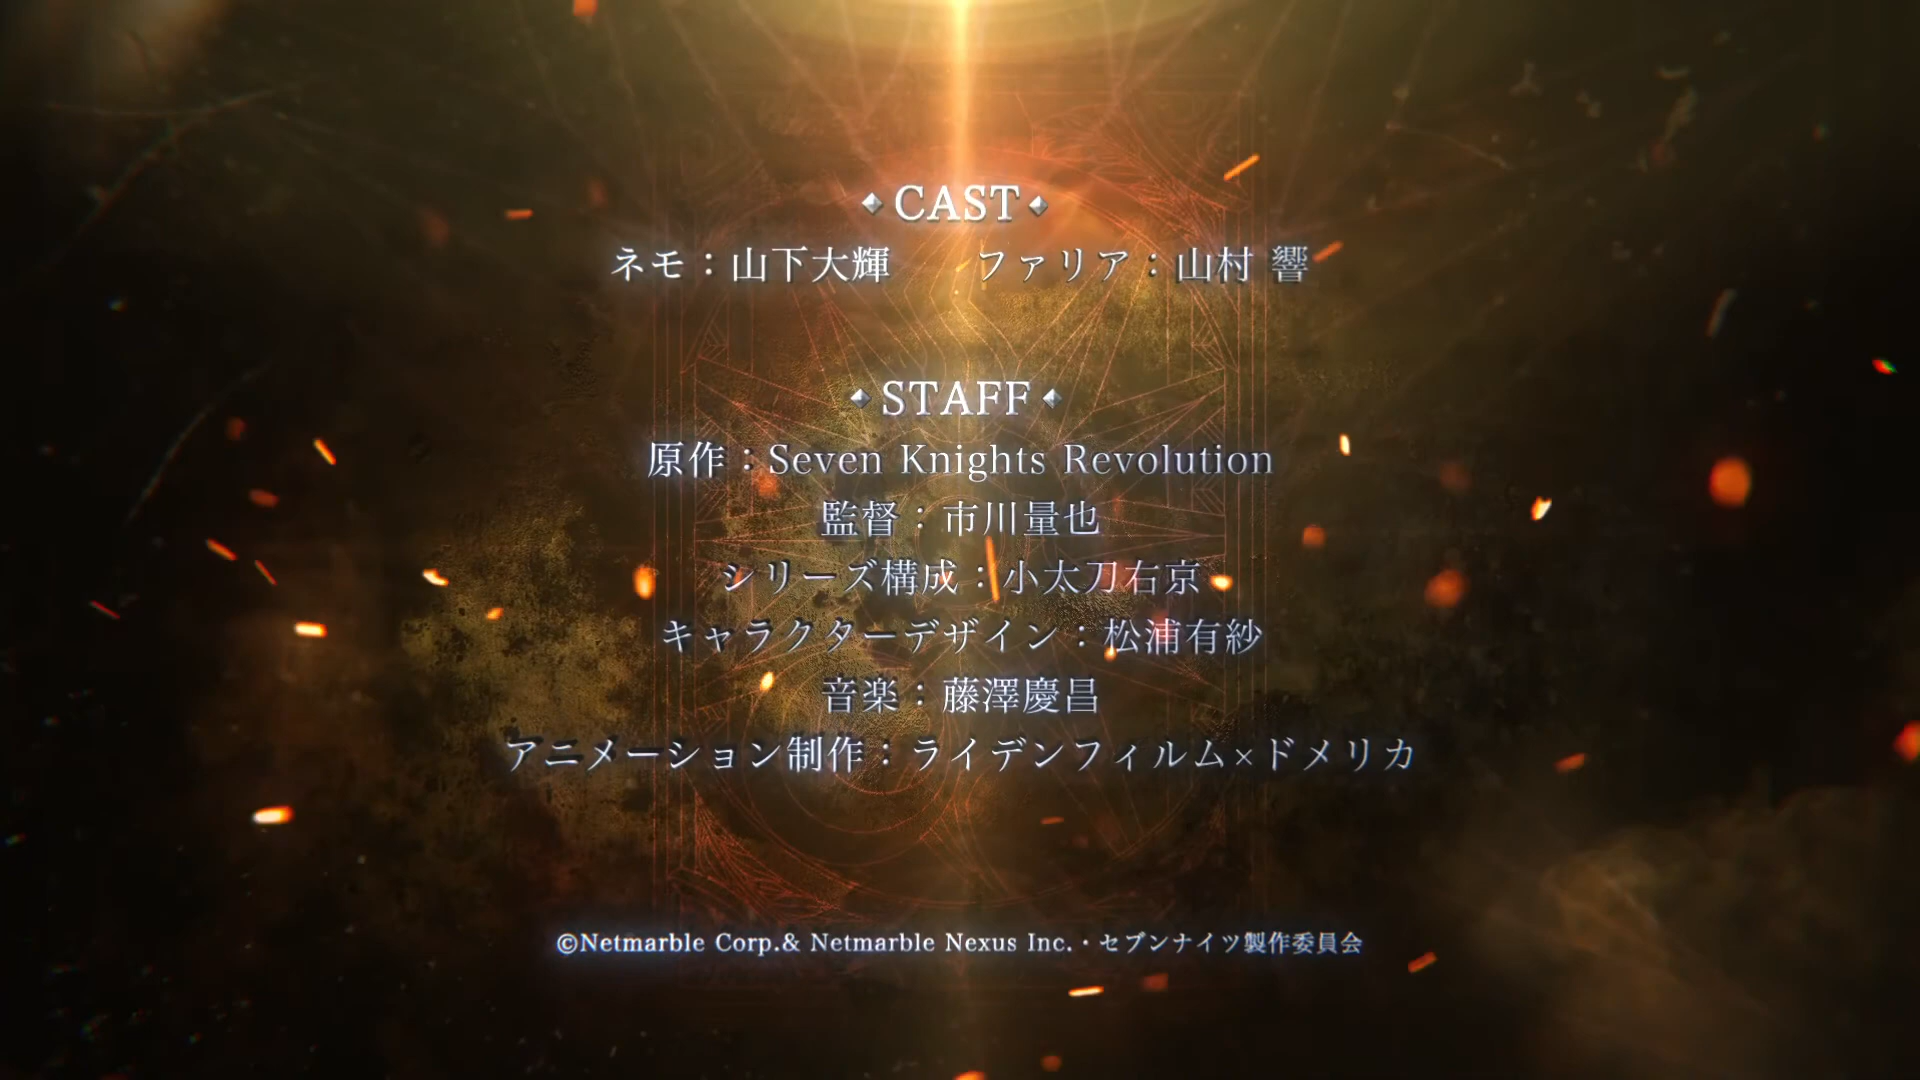 CAST
ネモ：山下大輝　ファリア：山村 響
STAFF
原作：Seven Knights Revolution
監督：市川量也
シリーズ構成：小太刀右京
キャラクターデザイン：松浦有紗
音楽：藤澤慶昌
アニメーション制作：ライデンフィルム×ドメリカ
©Netmarble Corp.& Netmarble Nexus Inc.・セブンナイツ製作委員会